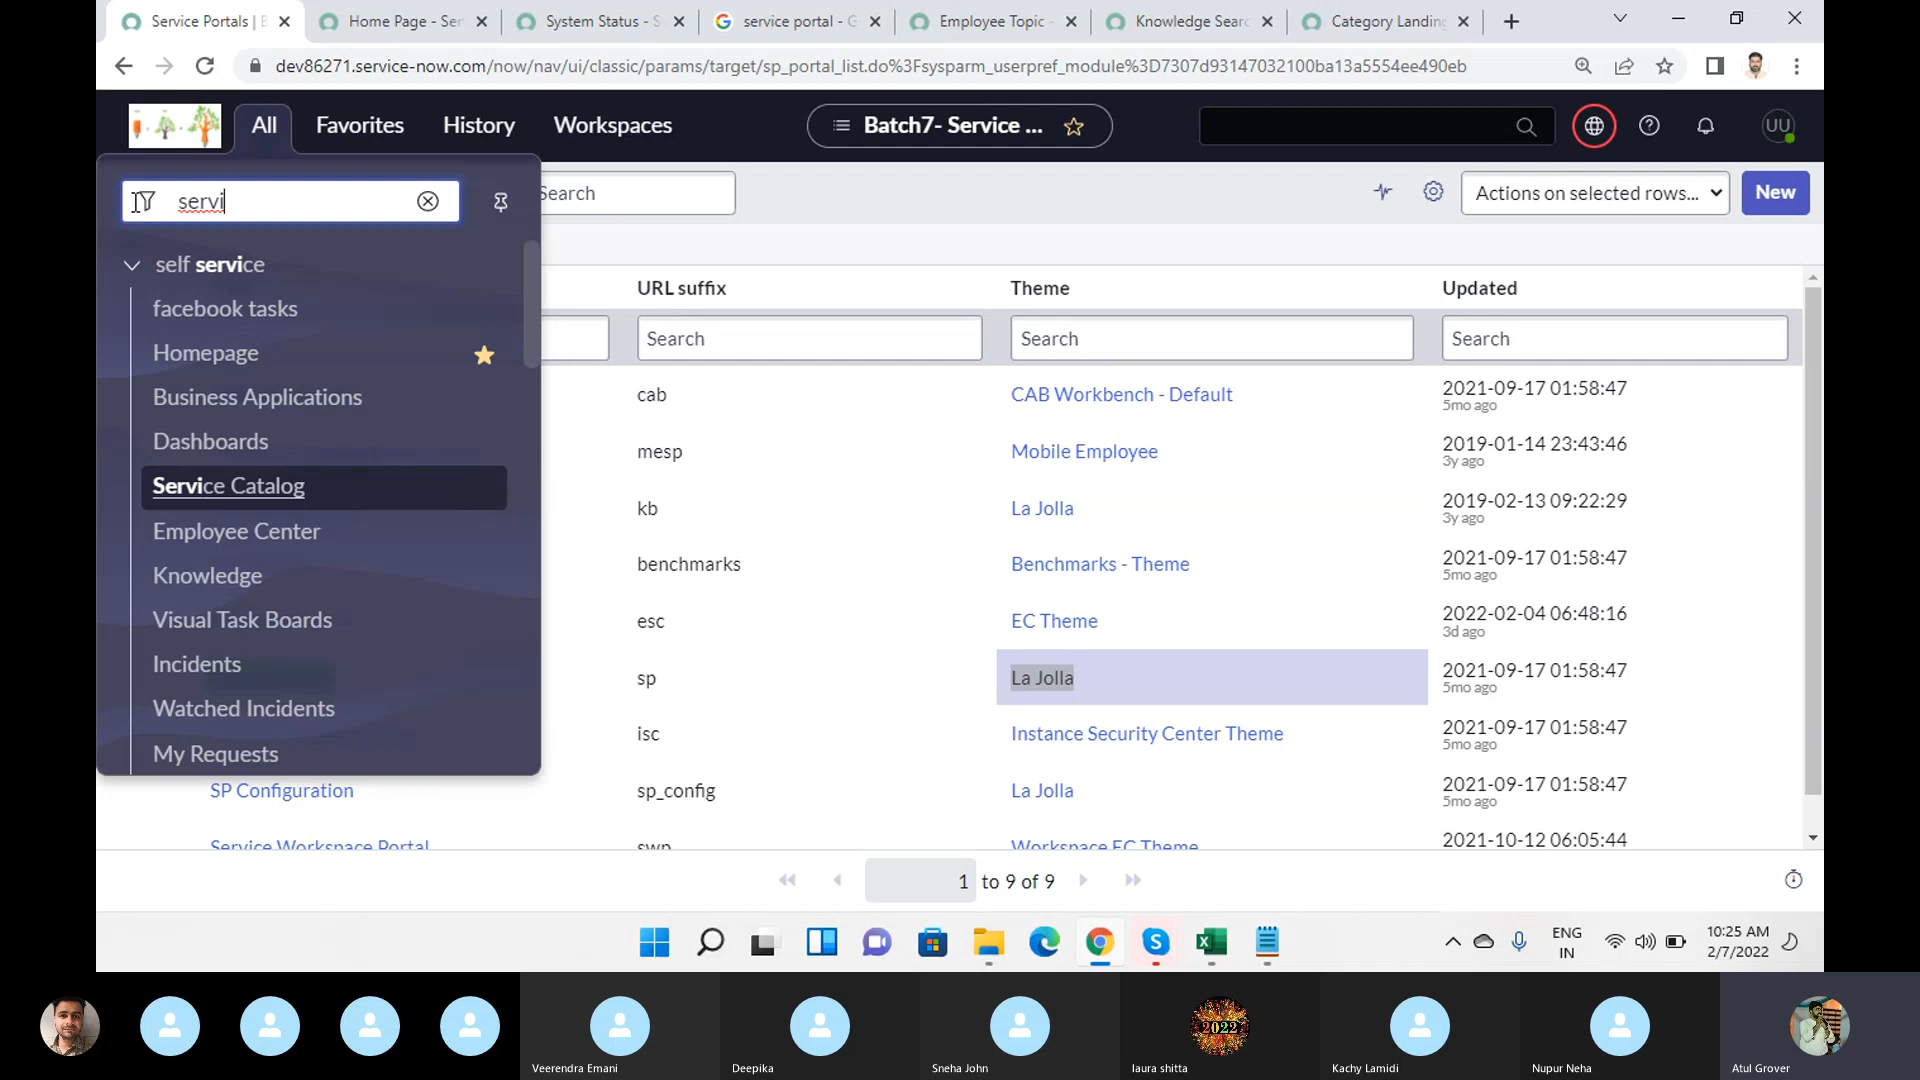 Service Portals | B
Home Page - Ser
System Status - S
service portal - G
Employee Topic -
Knowledge Searc
Category Landing
dev86271.service-now.com/now/nav/ui/classic/params/target/sp_portal_list.do%3Fsysparm_userpref_module%3D7307d93147032100ba13a5554ee490eb
All
Favorites
History
Workspaces
Batch7- Service ...
UU
servi
Search
Actions on selected rows...
New
self service
facebook tasks
Homepage
Business Applications
Dashboards
Service Catalog
Employee Center
Knowledge
Visual Task Boards
Incidents
Watched Incidents
My Requests
URL suffix
Theme
Updated
Search
Search
Search
cab
CAB Workbench - Default
2021-09-17 01:58:47
5mo ago
mesp
Mobile Employee
2019-01-14 23:43:46
3y ago
kb
La Jolla
2019-02-13 09:22:29
3y ago
benchmarks
Benchmarks - Theme
2021-09-17 01:58:47
5mo ago
esc
EC Theme
2022-02-04 06:48:16
3d ago
sp
La Jolla
2021-09-17 01:58:47
5mo ago
isc
Instance Security Center Theme
2021-09-17 01:58:47
5mo ago
SP Configuration
sp_config
La Jolla
2021-09-17 01:58:47
5mo ago
Service Workspace Portal
swp
Workspace EC Theme
2021-10-12 06:05:44
1 to 9 of 9
ENG
IN
10:25 AM
2/7/2022
2022
Veerendra Emani
Deepika
Sneha John
laura shitta
Kachy Lamidi
Nupur Neha
Atul Grover